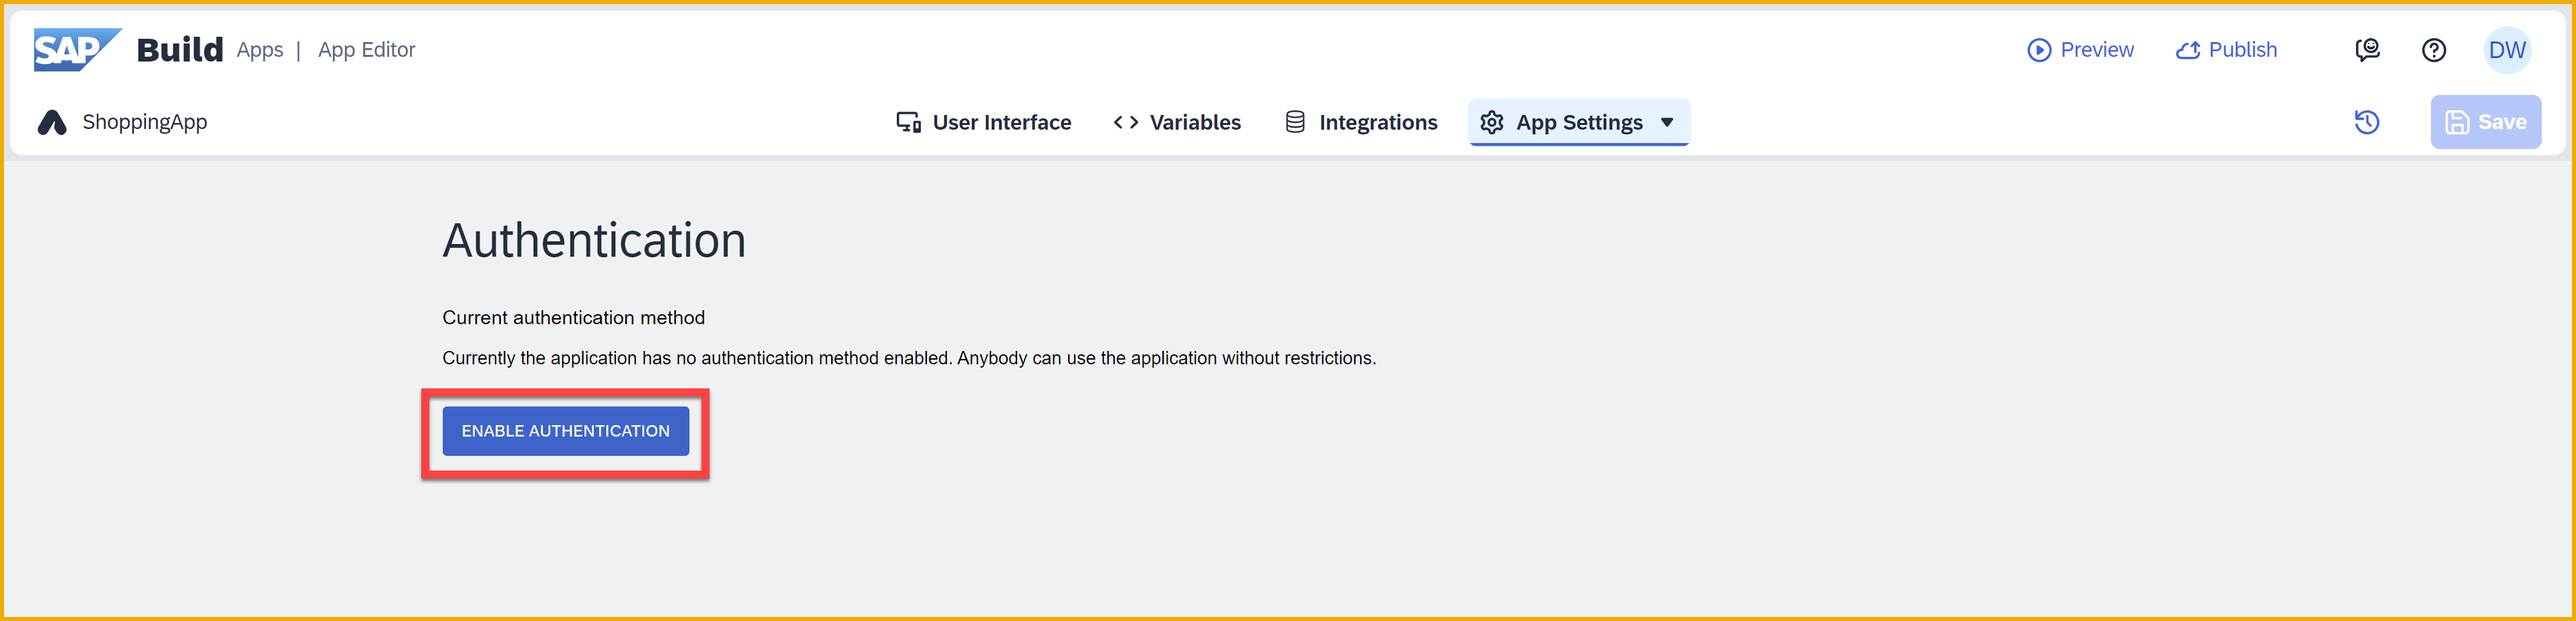 SAP Build Apps | App Editor Preview Publish DW
ShoppingApp User Interface Variables Integrations App Settings Save
Authentication
Current authentication method
Currently the application has no authentication method enabled. Anybody can use the application without restrictions.
ENABLE AUTHENTICATION